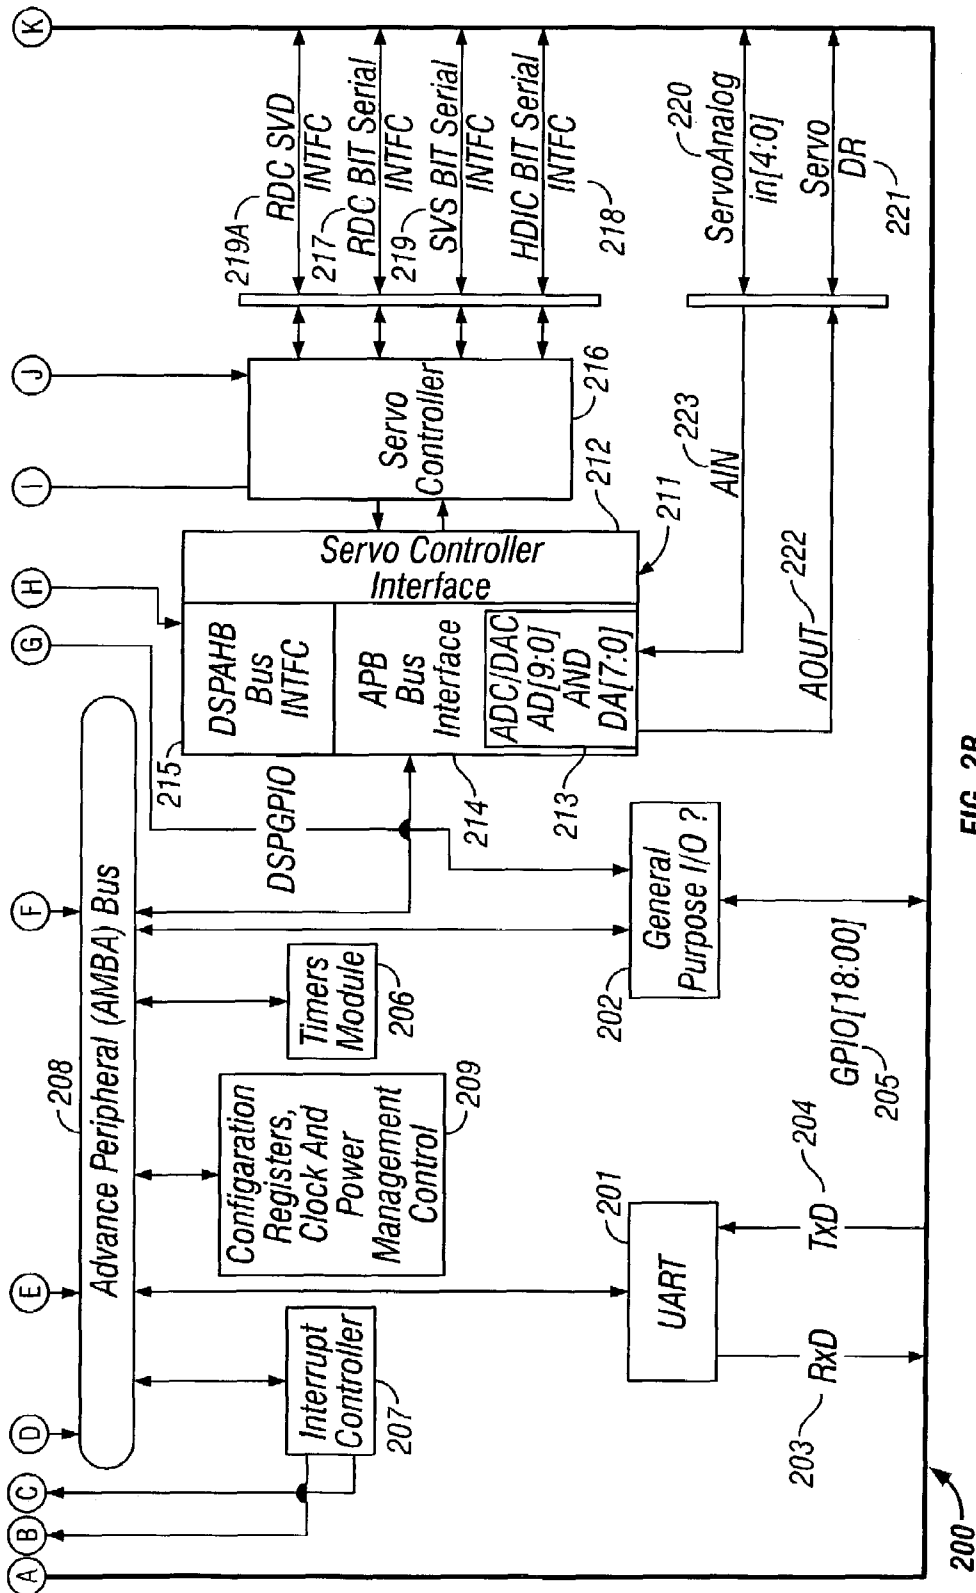 A
B
C
D
E
F
G
H
I
J
K
208
Advance Peripheral (AMBA) Bus
Interrupt
Controller
207
Configaration
Registers,
Clock And
Power
Management
Control
209
Timers
Module
206
DSPGPIO
215
DSPAHB
Bus
INTFC
APB
Bus
Interface
214
ADC/DAC
AD[9:0]
AND
DA[7:0]
213
Servo Controller
Interface
212
211
Servo
Controller
216
219A
RDC SVD
INTFC
217
RDC BIT Serial
INTFC
219
SVS BIT Serial
INTFC
HDIC BIT Serial
INTFC
218
220
ServoAnalog
in[4:0]
Servo
DR
221
223
AIN
AOUT
222
201
UART
203
RxD
TxD
204
202
General
Purpose I/O ?
GPIO[18:00]
205
200